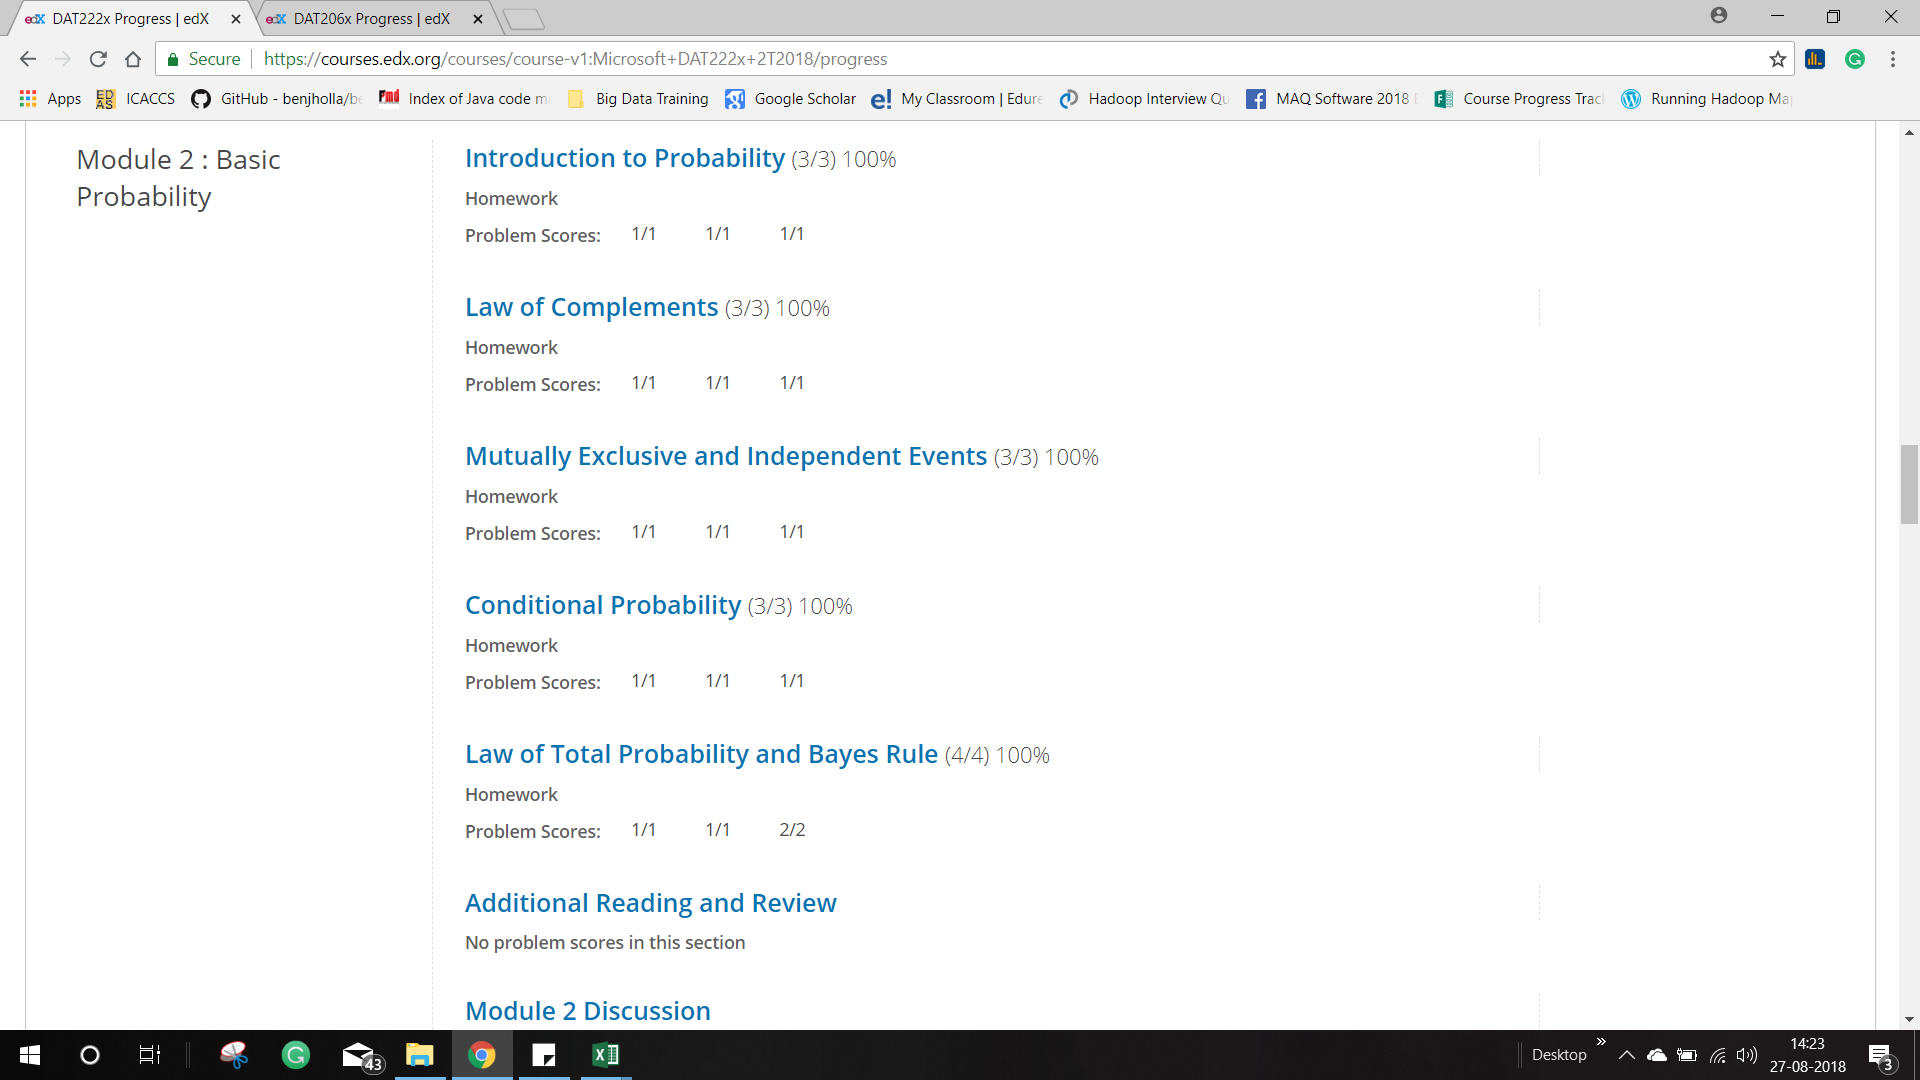 edX DAT222x Progress | edX
edX DAT206x Progress | edX
Secure https://courses.edx.org/courses/course-v1:Microsoft+DAT222x+2T2018/progress
Apps
ED AS ICACCS
GitHub - benjholla/be
Fmd Index of Java code m
Big Data Training
Google Scholar
e! My Classroom | Edure
Hadoop Interview Qu
MAQ Software 2018 E
Course Progress Trac
Running Hadoop Ma
Module 2 : Basic
Probability
Introduction to Probability (3/3) 100%
Homework
Problem Scores: 1/1 1/1 1/1
Law of Complements (3/3) 100%
Homework
Problem Scores: 1/1 1/1 1/1
Mutually Exclusive and Independent Events (3/3) 100%
Homework
Problem Scores: 1/1 1/1 1/1
Conditional Probability (3/3) 100%
Homework
Problem Scores: 1/1 1/1 1/1
Law of Total Probability and Bayes Rule (4/4) 100%
Homework
Problem Scores: 1/1 1/1 2/2
Additional Reading and Review
No problem scores in this section
Module 2 Discussion
43
Desktop
14:23
27-08-2018
3